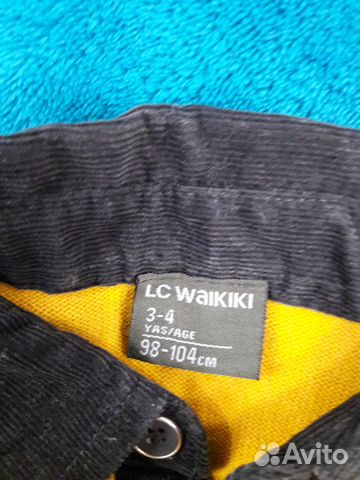 LC WAIKIKI
3-4
YAŞ/AGE
98-104CM
Avito